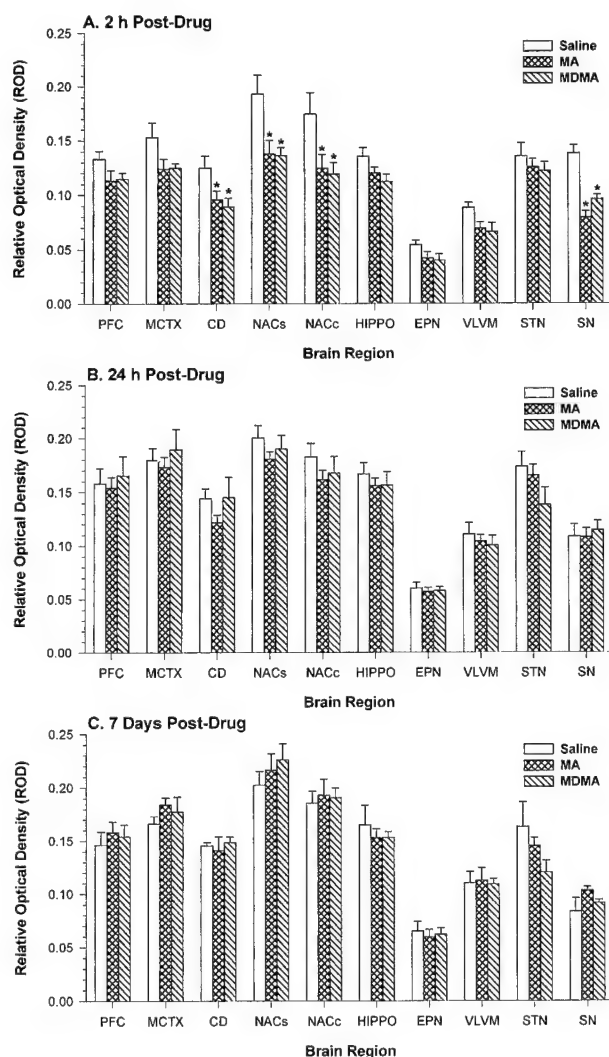 A. 2 h Post-Drug
Saline
MA
MDMA
Relative Optical Density (ROD)
0.25
0.20
0.15
0.10
0.05
0.00
* * * * * * * *
PFC MCTX CD NACs NACc HIPPO EPN VLVM STN SN
Brain Region
B. 24 h Post-Drug
Saline
MA
MDMA
Relative Optical Density (ROD)
0.25
0.20
0.15
0.10
0.05
0.00
PFC MCTX CD NACs NACc HIPPO EPN VLVM STN SN
Brain Region
C. 7 Days Post-Drug
Saline
MA
MDMA
Relative Optical Density (ROD)
0.25
0.20
0.15
0.10
0.05
0.00
PFC MCTX CD NACs NACc HIPPO EPN VLVM STN SN
Brain Region